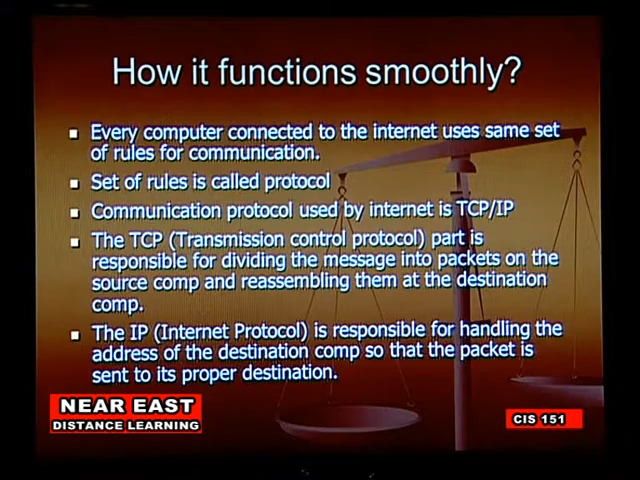 How it functions smoothly?
Every computer connected to the internet uses same set
of rules for communication.
Set of rules is called protocol
Communication protocol used by internet is TCP/IP
The TCP (Transmission control protocol) part is
responsible for dividing the message into packets on the
source comp and reassembling them at the destination
comp.
The IP (Internet Protocol) is responsible for handling the
address of the destination comp so that the packet is
sent to its proper destination.
NEAR EAST
DISTANCE LEARNING
CIS 151